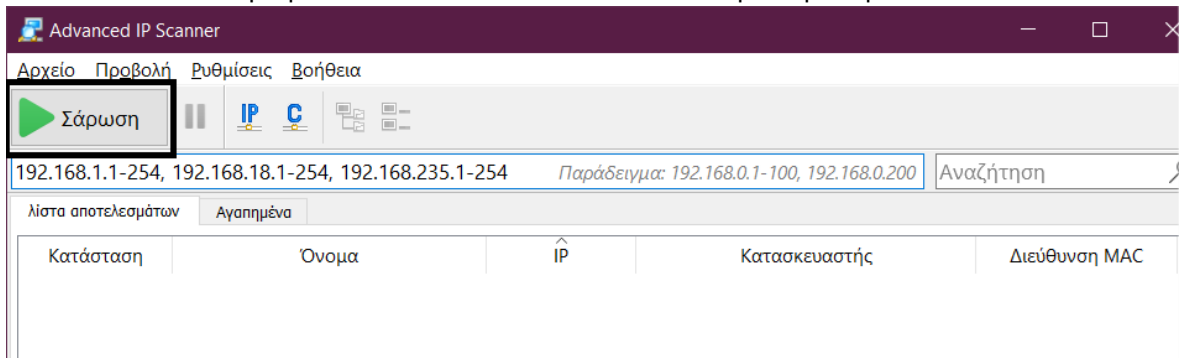 Advanced IP Scanner
Αρχείο Προβολή Ρυθμίσεις Βοήθεια
Σάρωση IP C
192.168.1.1-254, 192.168.18.1-254, 192.168.235.1-254 Παράδειγμα: 192.168.0.1-100, 192.168.0.200 Αναζήτηση
λίστα αποτελεσμάτων Αγαπημένα
Κατάσταση Όνομα IP Κατασκευαστής Διεύθυνση MAC